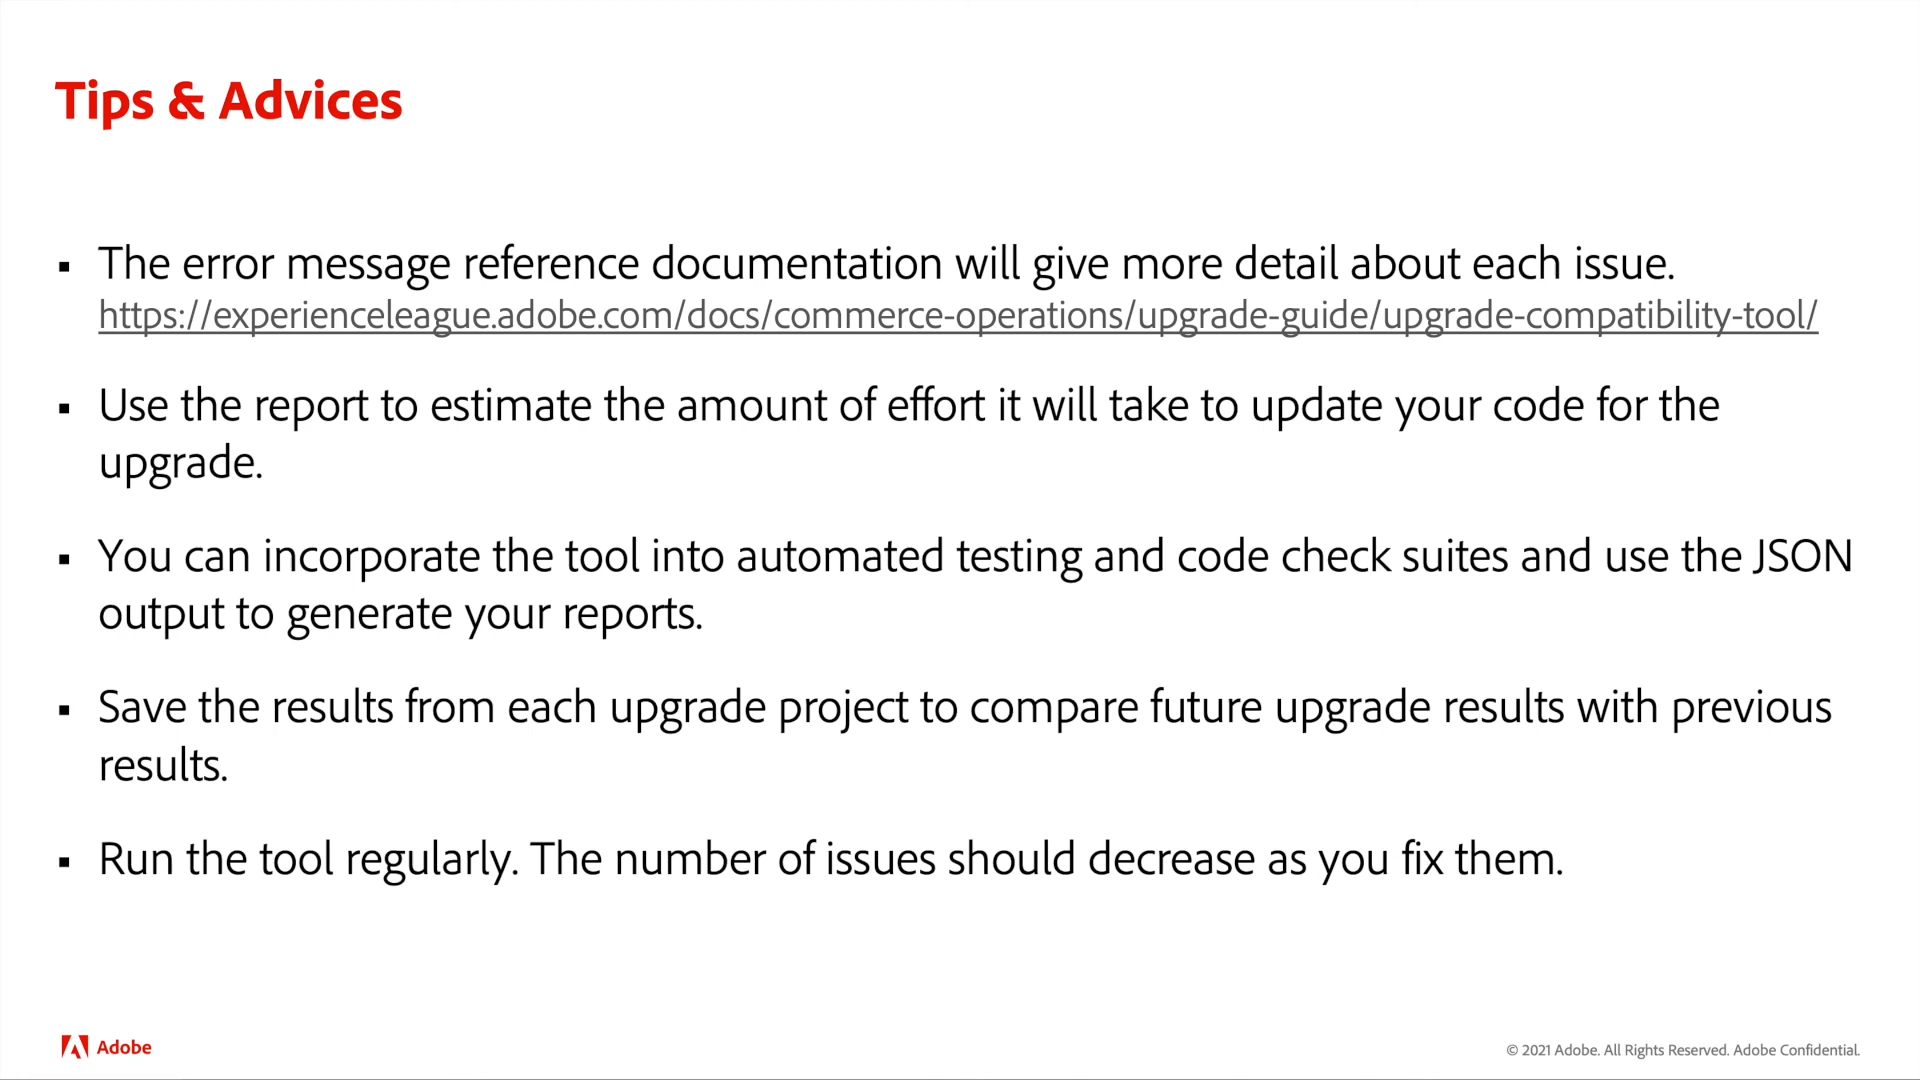 Tips & Advices
▪ The error message reference documentation will give more detail about each issue.
https://experienceleague.adobe.com/docs/commerce-operations/upgrade-guide/upgrade-compatibility-tool/
▪ Use the report to estimate the amount of effort it will take to update your code for the
upgrade.
▪ You can incorporate the tool into automated testing and code check suites and use the JSON
output to generate your reports.
▪ Save the results from each upgrade project to compare future upgrade results with previous
results.
▪ Run the tool regularly. The number of issues should decrease as you fix them.
Adobe
© 2021 Adobe. All Rights Reserved. Adobe Confidential.